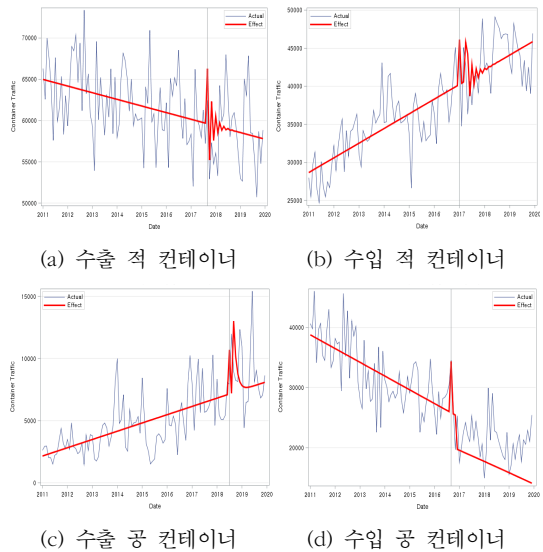 Actual
Effect
70000
65000
60000
55000
50000
Container Traffic
2011 2012 2013 2014 2015 2016 2017 2018 2019 2020
Date
(a) 수출 적 컨테이너
Actual
Effect
50000
45000
40000
35000
30000
25000
Container Traffic
2011 2012 2013 2014 2015 2016 2017 2018 2019 2020
Date
(b) 수입 적 컨테이너
Actual
Effect
15000
10000
5000
0
Container Traffic
2011 2012 2013 2014 2015 2016 2017 2018 2019 2020
Date
(c) 수출 공 컨테이너
Actual
Effect
40000
30000
20000
Container Traffic
2011 2012 2013 2014 2015 2016 2017 2018 2019 2020
Date
(d) 수입 공 컨테이너